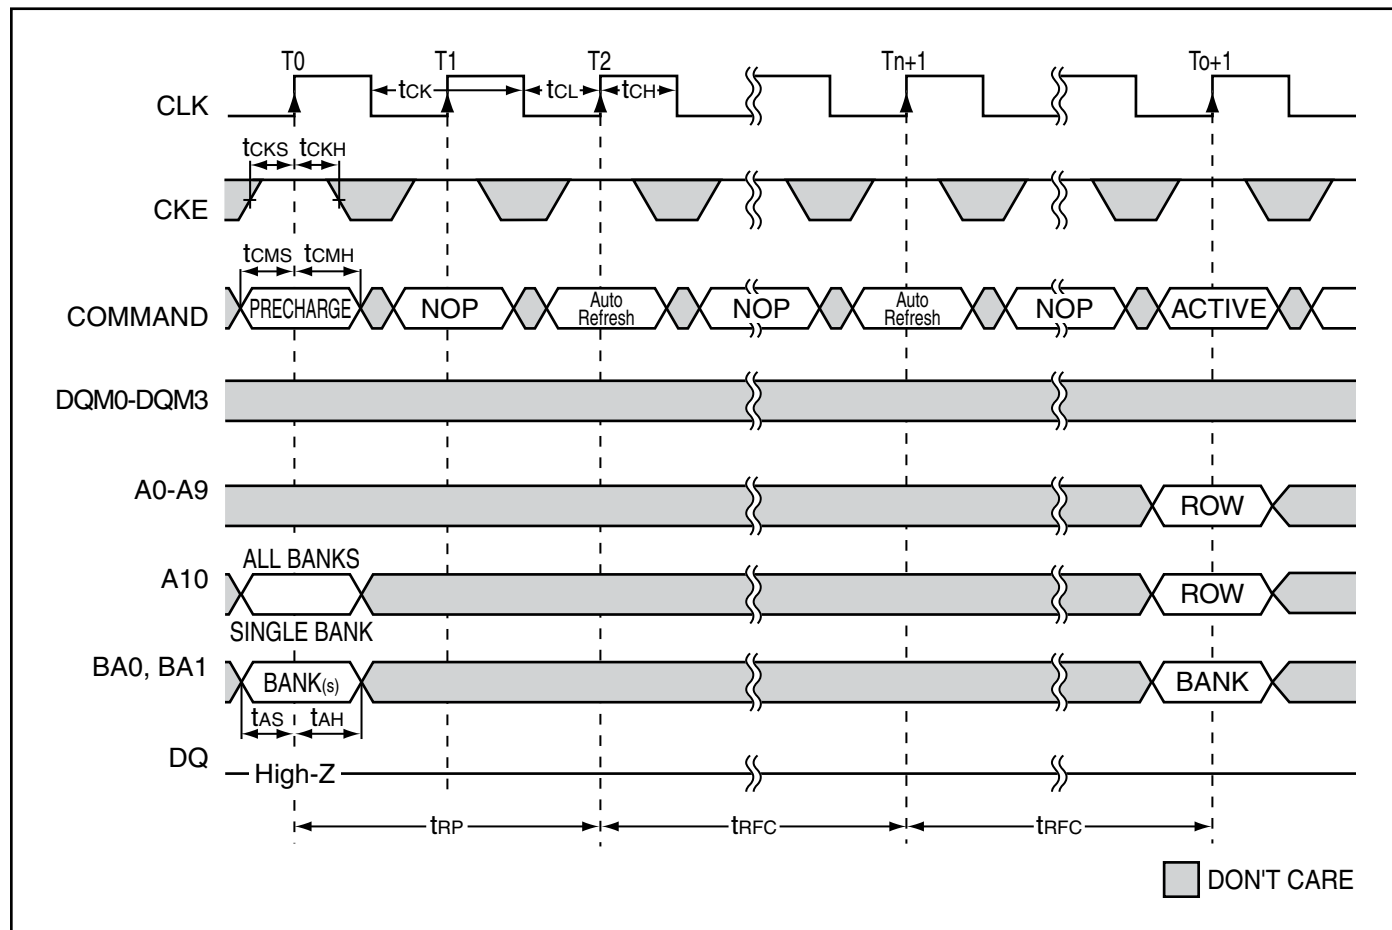 T0 T1 T2 Tn+1 To+1
CLK tCK tCL tCH
tCKS tCKH
CKE
tCMS tCMH
COMMAND PRECHARGE NOP Auto Refresh NOP Auto Refresh NOP ACTIVE
DQM0-DQM3
A0-A9 ROW
ALL BANKS
A10 ROW
SINGLE BANK
BA0, BA1 BANK(s) BANK
tAS tAH
DQ High-Z
tRP tRFC tRFC
DON'T CARE